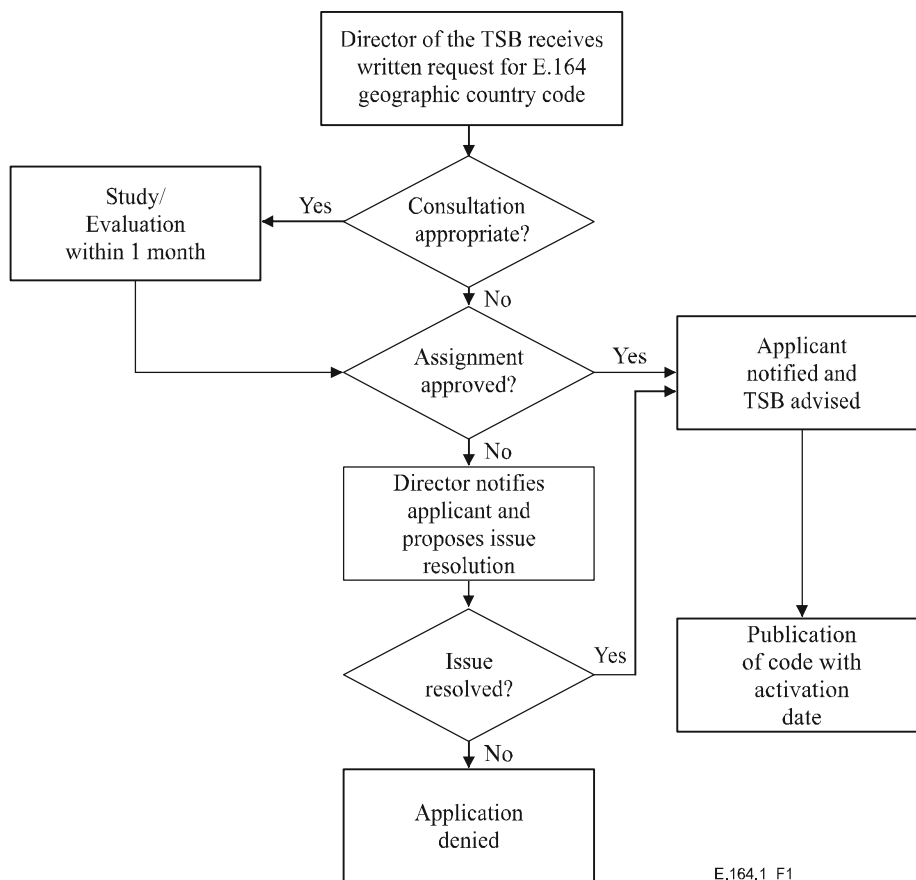 Director of the TSB receives
written request for E.164
geographic country code
Study/
Evaluation
within 1 month
Yes
Consultation
appropriate?
No
Assignment
approved?
Yes
Applicant
notified and
TSB advised
No
Director notifies
applicant and
proposes issue
resolution
Issue
resolved?
Yes
Publication
of code with
activation
date
No
Application
denied
E.164.1_F1